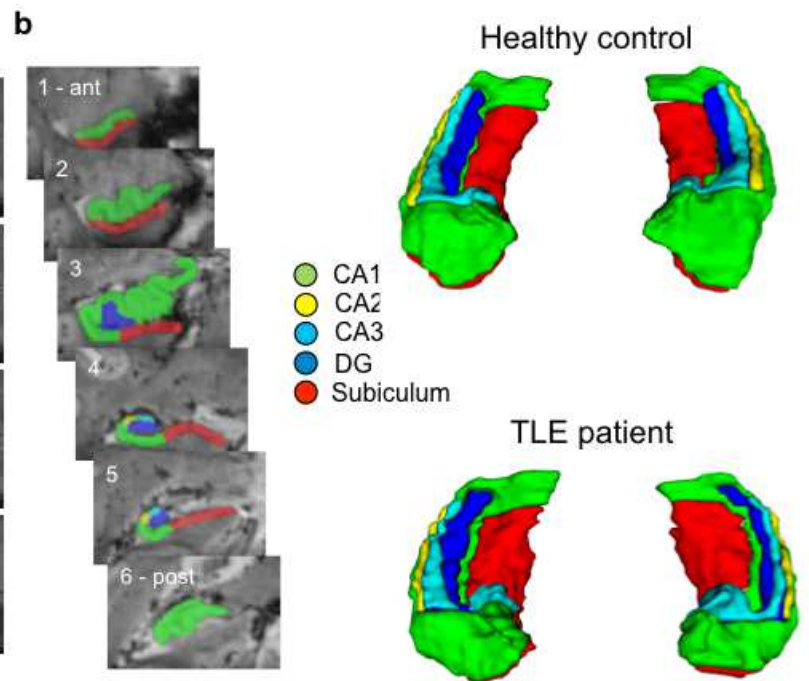 b
1 - ant
2
3
4
5
6 - post
Healthy control
CA1
CA2
CA3
DG
Subiculum
TLE patient